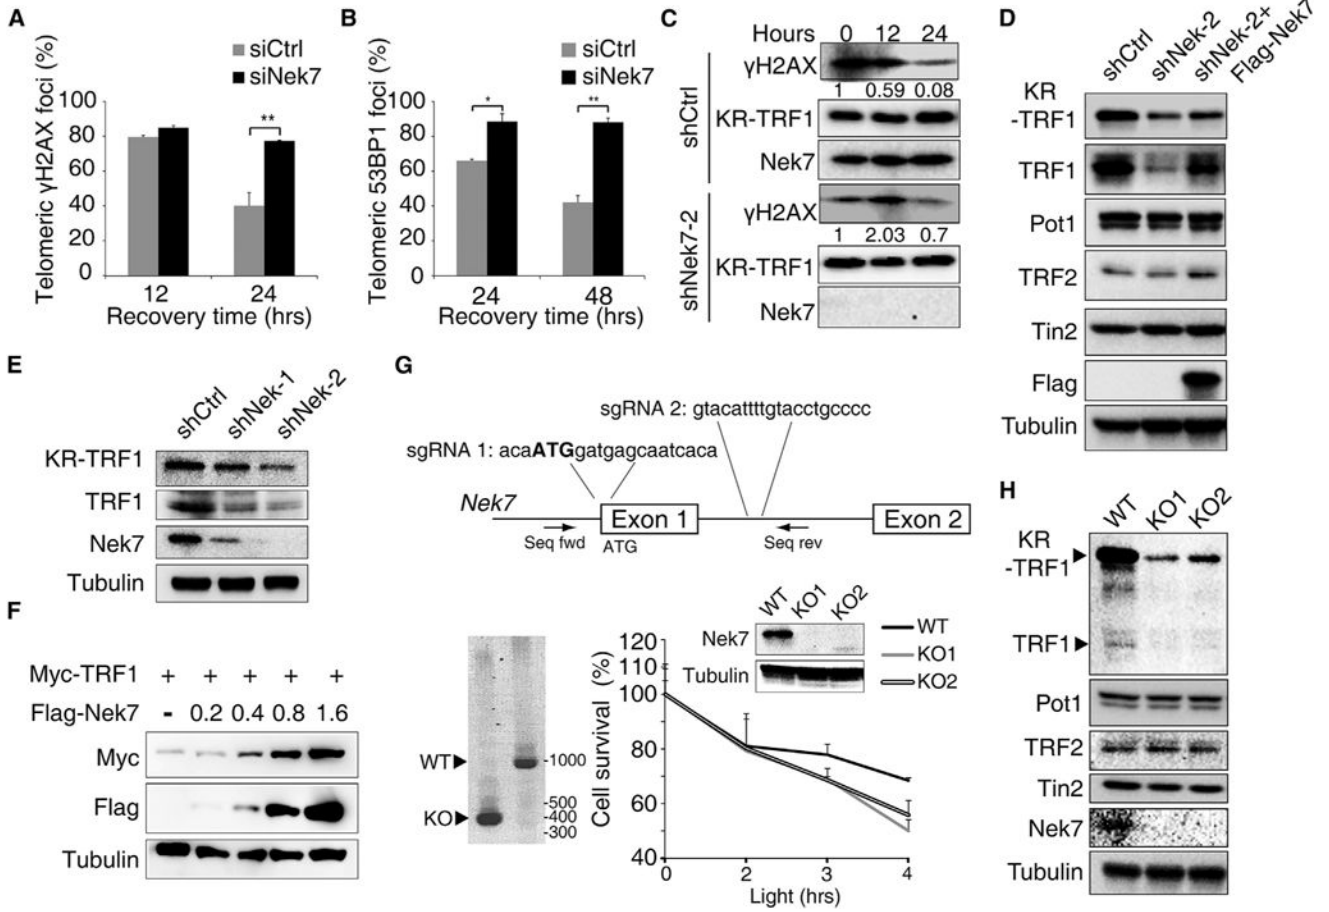 A
siCtrl
siNek7
Telomeric γH2AX foci (%)
100
80
60
40
20
0
**
12 24
Recovery time (hrs)
B
siCtrl
siNek7
Telomeric 53BP1 foci (%)
100
80
60
40
20
0
*
**
24 48
Recovery time (hrs)
C
Hours 0 12 24
shCtrl
γH2AX
1 0.59 0.08
KR-TRF1
Nek7
shNek7-2
γH2AX
1 2.03 0.7
KR-TRF1
Nek7
D
shCtrl
shNek-2
shNek-2+
Flag-Nek7
KR
-TRF1
TRF1
Pot1
TRF2
Tin2
Flag
Tubulin
E
shCtrl
shNek-1
shNek-2
KR-TRF1
TRF1
Nek7
Tubulin
F
Myc-TRF1 + + + + +
Flag-Nek7 - 0.2 0.4 0.8 1.6
Myc
Flag
Tubulin
G
sgRNA 2: gtacattttgtacctgcccc
sgRNA 1: acaATGgatgagcaatcaca
Nek7
Exon 1
Exon 2
Seq fwd
ATG
Seq rev
WT
KO
-1000
-500
-400
-300
WT
KO1
KO2
Nek7
Tubulin
WT
KO1
KO2
Cell survival (%)
120
110
100
80
60
40
0 2 3 4
Light (hrs)
H
WT
KO1
KO2
KR
-TRF1
TRF1
Pot1
TRF2
Tin2
Nek7
Tubulin